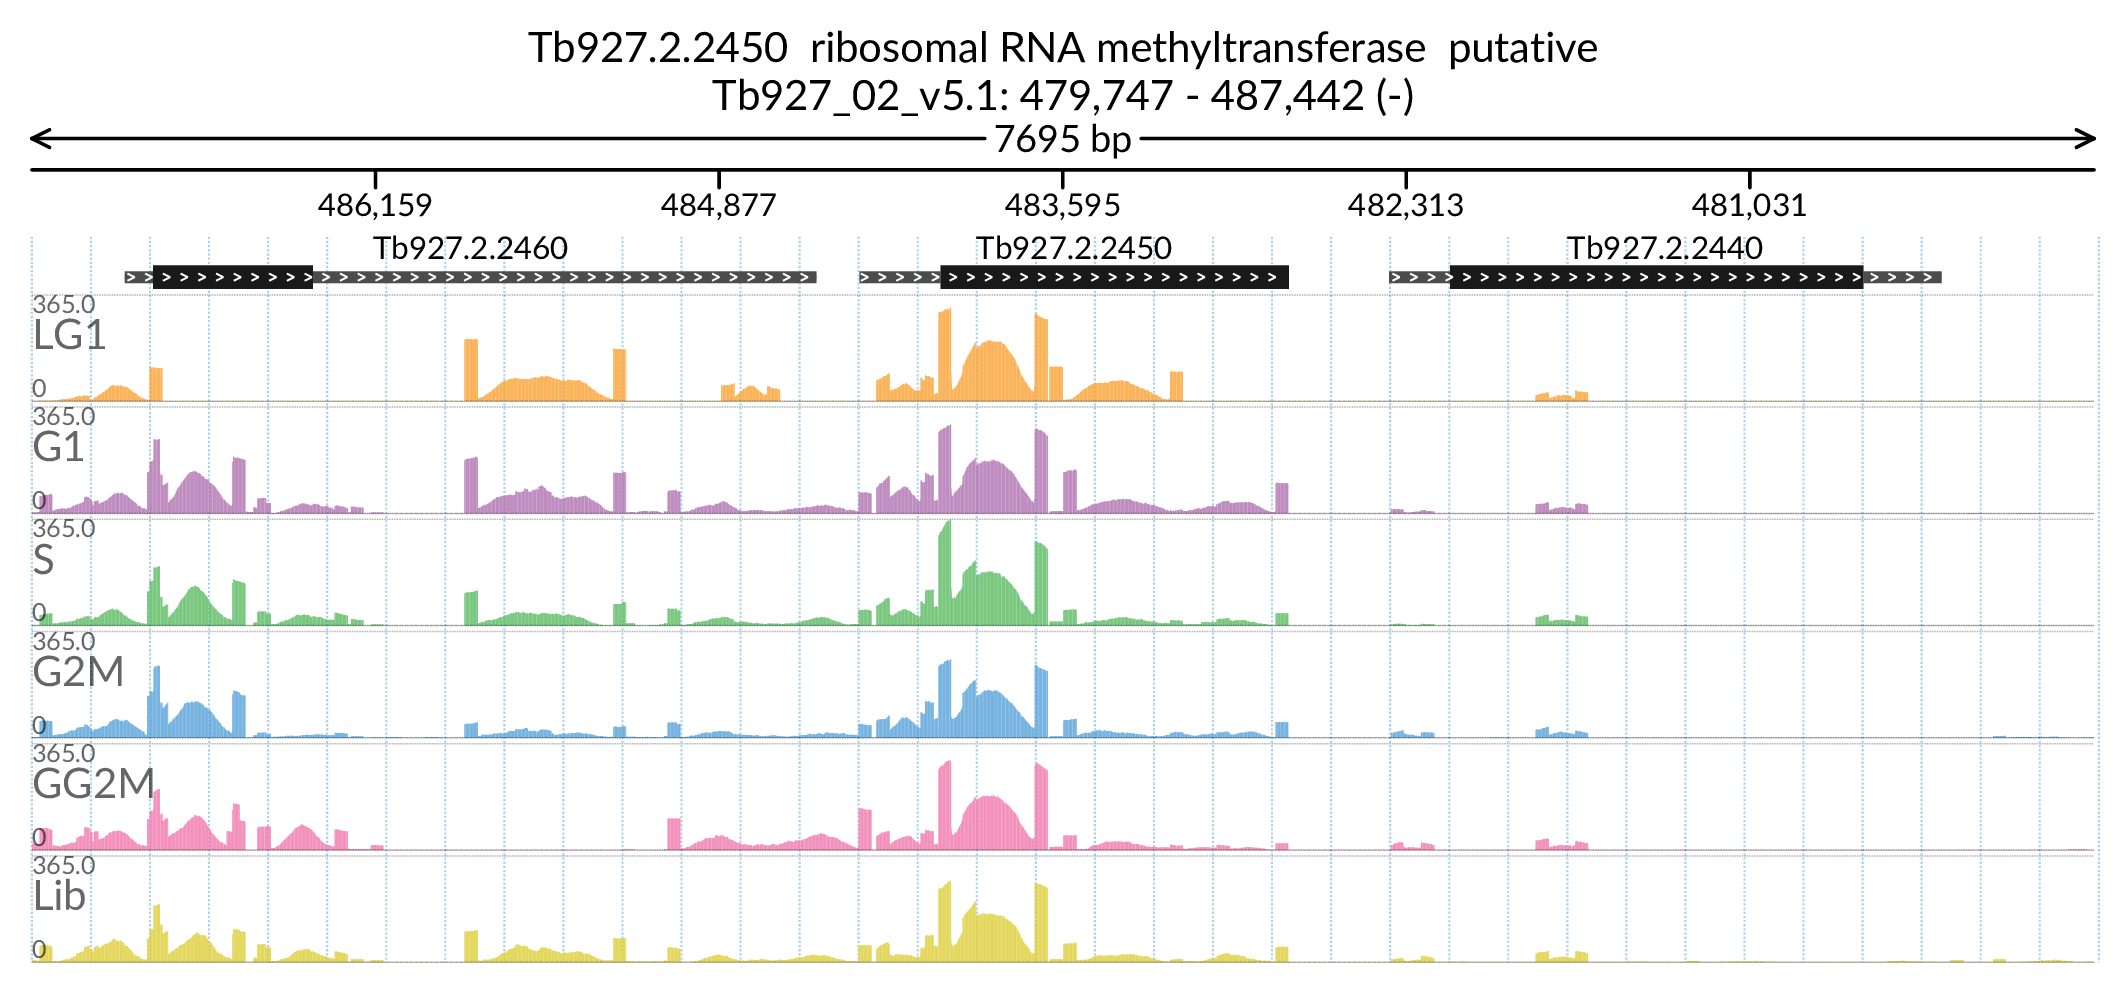 Tb927.2.2450  ribosomal RNA methyltransferase  putative
Tb927_02_v5.1: 479,747 - 487,442 (-)
7695 bp
486,159 484,877 483,595 482,313 481,031
Tb927.2.2460 Tb927.2.2450 Tb927.2.2440
365.0
LG1
0
365.0
G1
0
365.0
S
0
365.0
G2M
0
365.0
GG2M
0
365.0
Lib
0